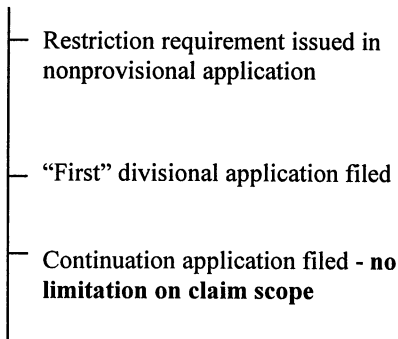 Restriction requirement issued in
nonprovisional application
“First” divisional application filed
Continuation application filed - no
limitation on claim scope